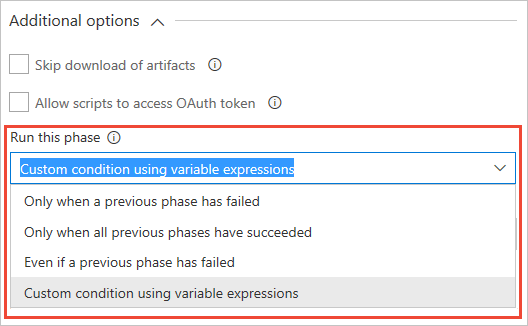 Additional options
Skip download of artifacts
Allow scripts to access OAuth token
Run this phase
Custom condition using variable expressions
Only when a previous phase has failed
Only when all previous phases have succeeded
Even if a previous phase has failed
Custom condition using variable expressions